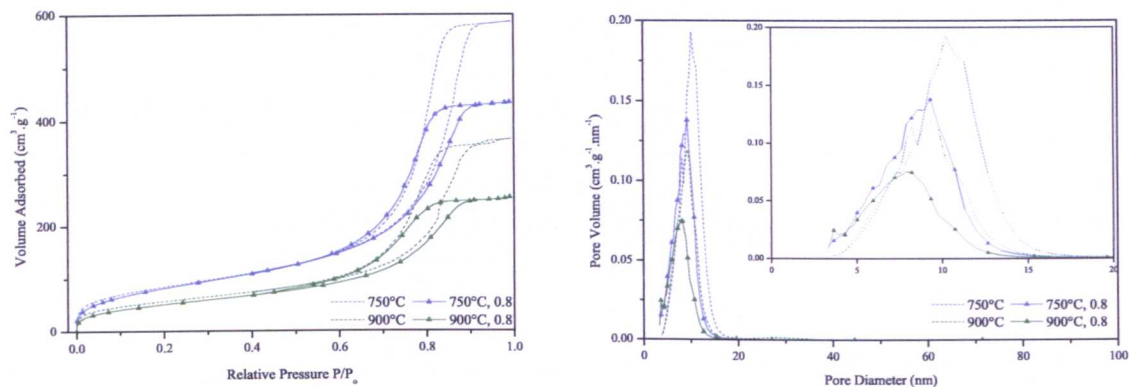 600
400
200
0
0.0 0.2 0.4 0.6 0.8 1.0
Volume Adsorbed (cm³.g⁻¹)
Relative Pressure P/Pₒ
750°C 750°C, 0.8
900°C 900°C, 0.8
0.20
0.15
0.10
0.05
0.00
0 20 40 60 80 100
Pore Volume (cm³.g⁻¹.nm⁻¹)
Pore Diameter (nm)
0.20
0.15
0.10
0.05
0.00
0 5 10 15 20
750°C 750°C, 0.8
900°C 900°C, 0.8